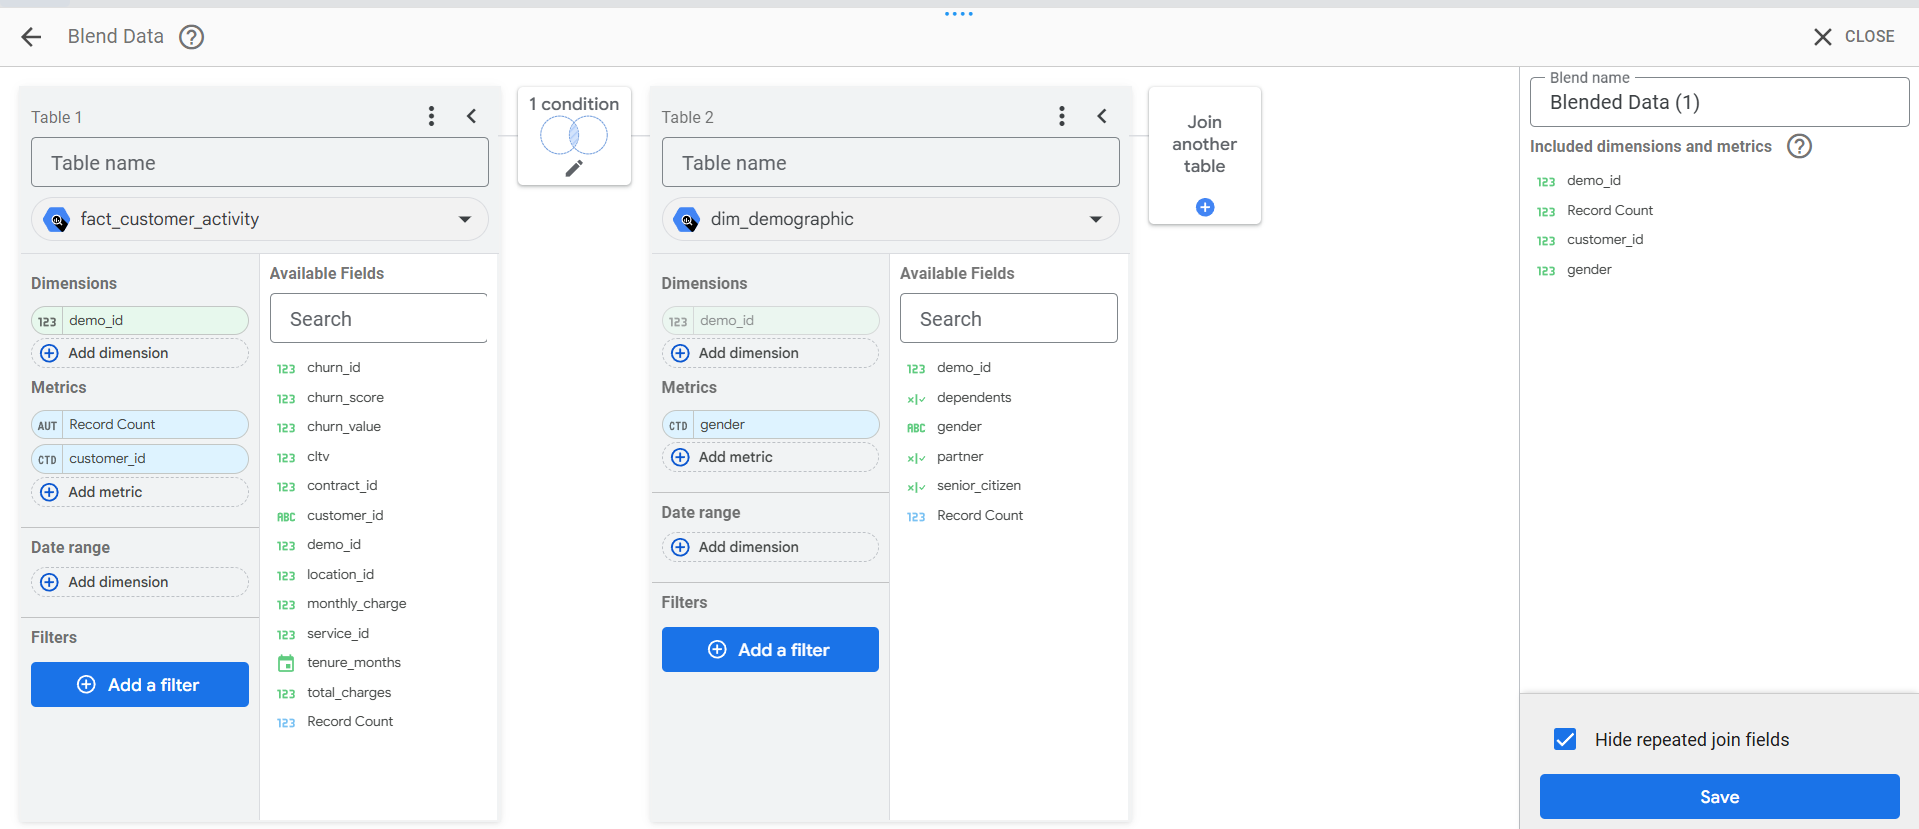 Blend Data
CLOSE
Table 1
Table name
fact_customer_activity
Dimensions
123 demo_id
Add dimension
Metrics
AUT Record Count
CTD customer_id
Add metric
Date range
Add dimension
Filters
Add a filter
Available Fields
Search
123 churn_id
123 churn_score
123 churn_value
123 cltv
123 contract_id
ABC customer_id
123 demo_id
123 location_id
123 monthly_charge
123 service_id
tenure_months
123 total_charges
123 Record Count
1 condition
Table 2
Table name
dim_demographic
Dimensions
123 demo_id
Add dimension
Metrics
CTD gender
Add metric
Date range
Add dimension
Filters
Add a filter
Available Fields
Search
123 demo_id
dependents
ABC gender
partner
senior_citizen
123 Record Count
Join
another
table
Blend name
Blended Data (1)
Included dimensions and metrics
123 demo_id
123 Record Count
123 customer_id
123 gender
Hide repeated join fields
Save